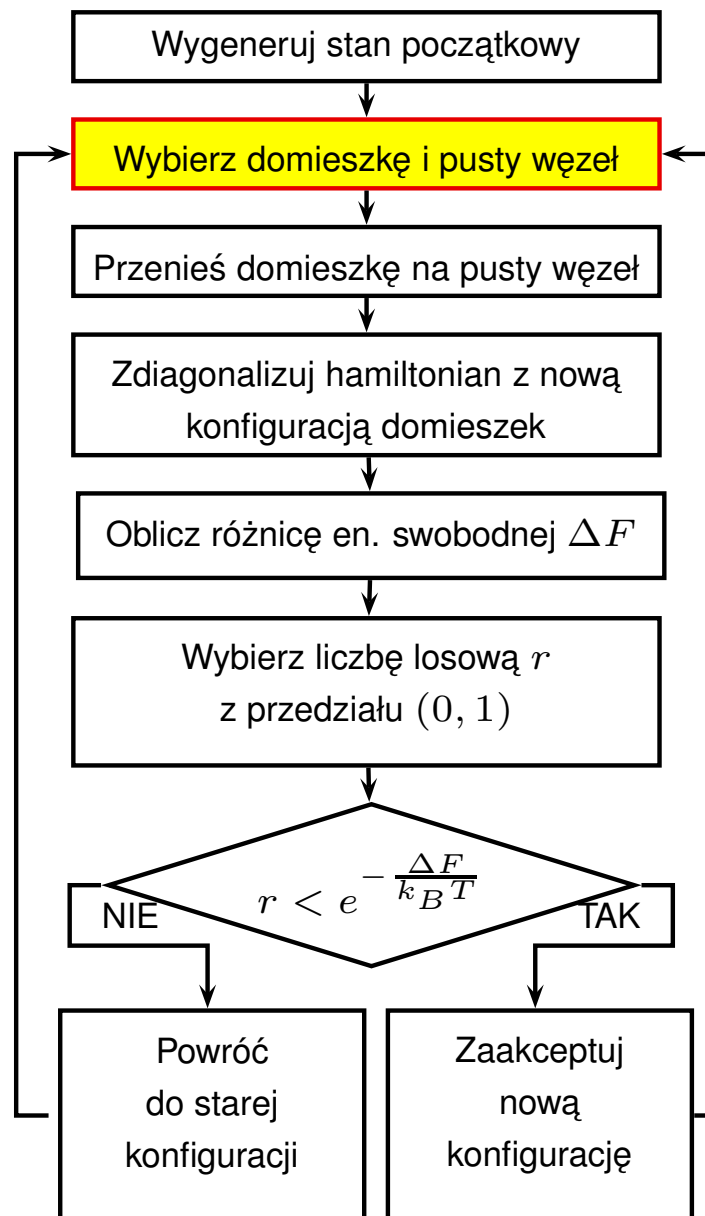 Wygeneruj stan początkowy
Wybierz domieszkę i pusty węzeł
Przenieś domieszkę na pusty węzeł
Zdiagonalizuj hamiltonian z nową
konfiguracją domieszek
Oblicz różnicę en. swobodnej ΔF
Wybierz liczbę losową r
z przedziału (0, 1)
r < e^{-\frac{ΔF}{k_B T}}
NIE
TAK
Powróć
do starej
konfiguracji
Zaakceptuj
nową
konfigurację